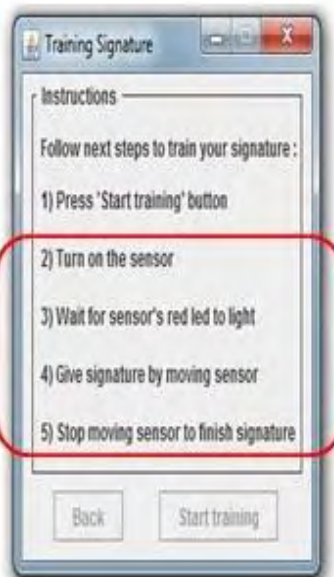 Training Signature
Instructions
Follow next steps to train your signature :
1) Press 'Start training' button
2) Turn on the sensor
3) Wait for sensor's red led to light
4) Give signature by moving sensor
5) Stop moving sensor to finish signature
Back
Start training